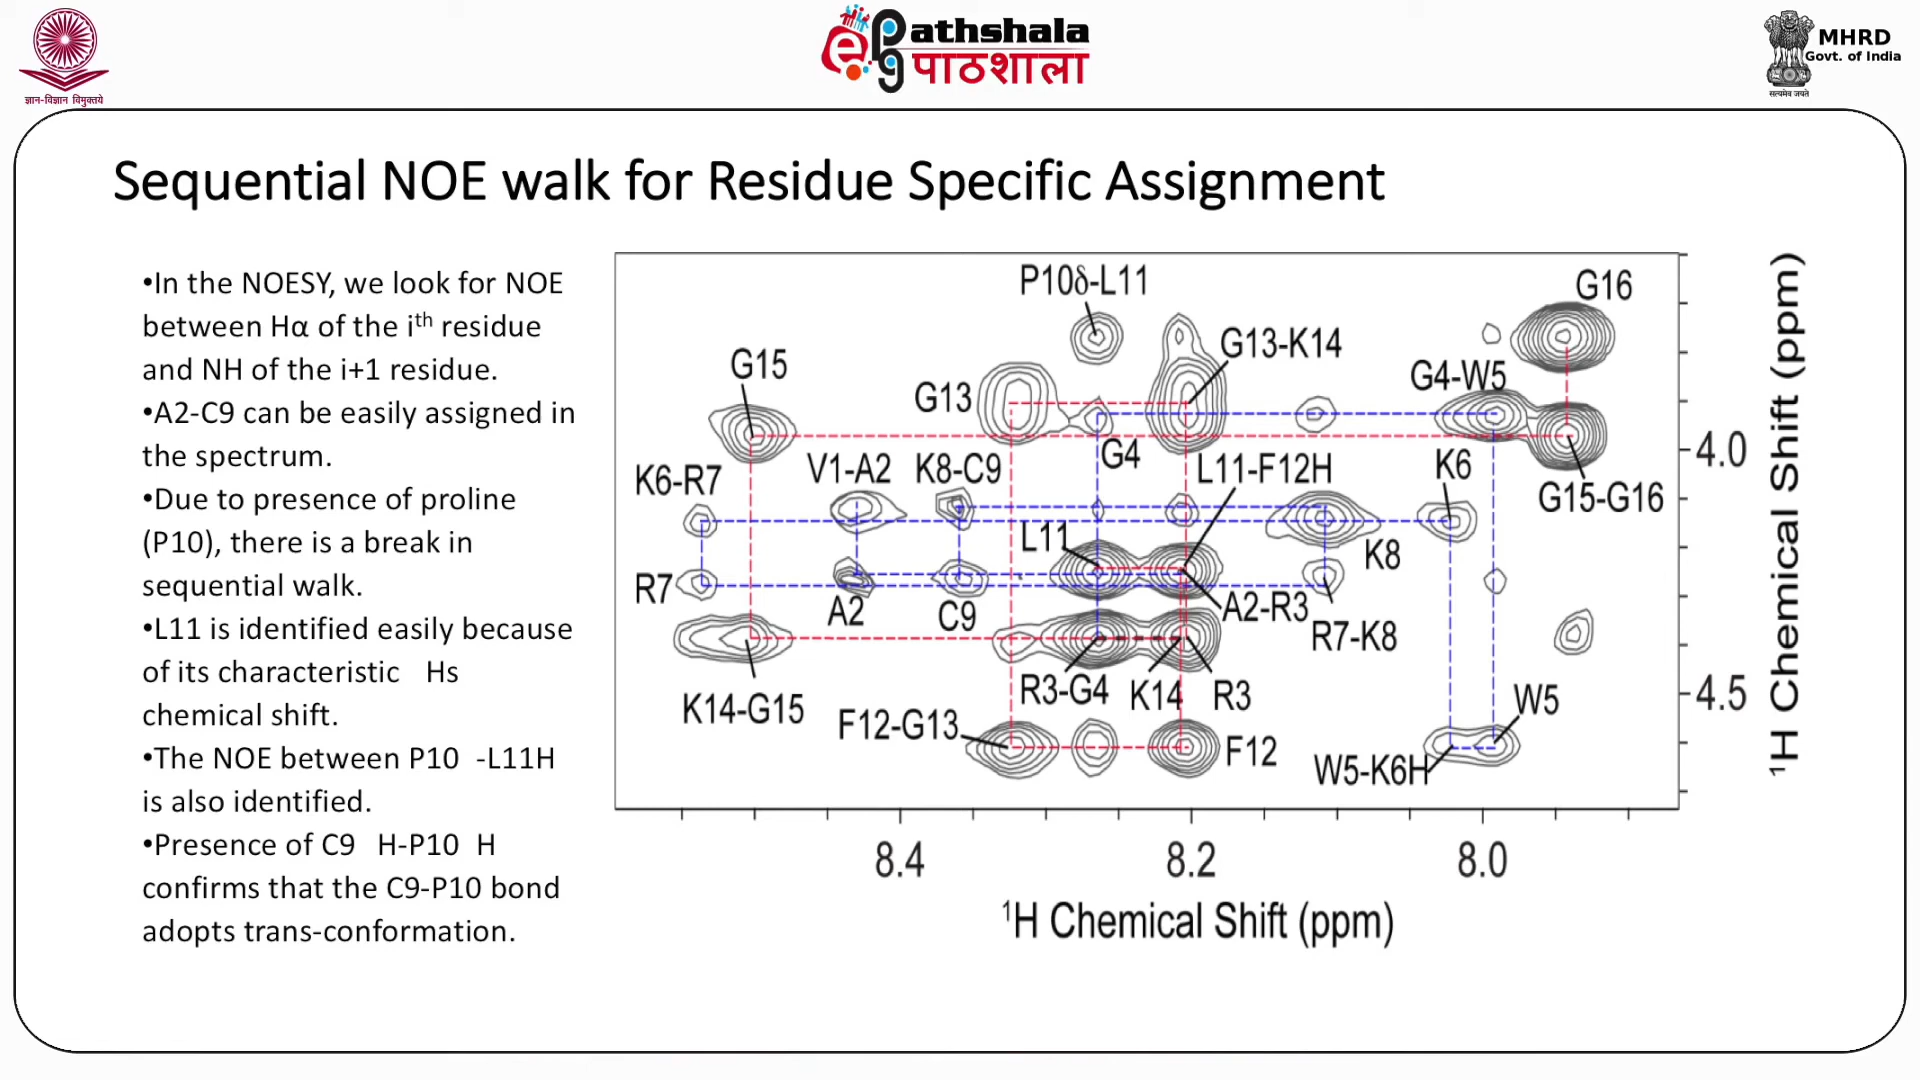 ज्ञान-विज्ञान विमुक्तये
ePathshala
पाठशाला
MHRD
Govt. of India
सत्यमेव जयते
Sequential NOE walk for Residue Specific Assignment
•In the NOESY, we look for NOE
between Hα of the ith residue
and NH of the i+1 residue.
•A2-C9 can be easily assigned in
the spectrum.
•Due to presence of proline
(P10), there is a break in
sequential walk.
•L11 is identified easily because
of its characteristic Hs
chemical shift.
•The NOE between P10 -L11H
is also identified.
•Presence of C9 H-P10 H
confirms that the C9-P10 bond
adopts trans-conformation.
P10δ-L11
G16
G13-K14
G15
G4-W5
G13
G4
K6-R7
V1-A2
K8-C9
L11-F12H
K6
G15-G16
L11
K8
R7
A2
C9
A2-R3
R7-K8
R3-G4
K14
R3
K14-G15
W5
F12-G13
F12
W5-K6H
4.0
4.5
1H Chemical Shift (ppm)
8.4
8.2
8.0
1H Chemical Shift (ppm)